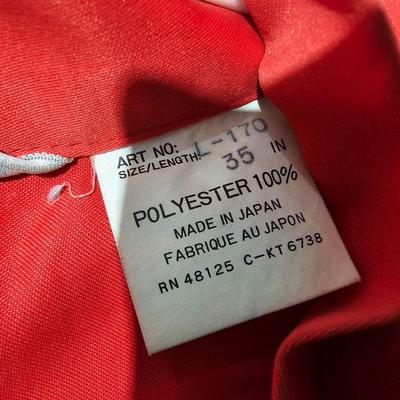 ART NO: L-170
SIZE/LENGTH: 35 IN
POLYESTER 100%
MADE IN JAPAN
FABRIQUE AU JAPON
RN 48125 C-KT 6738